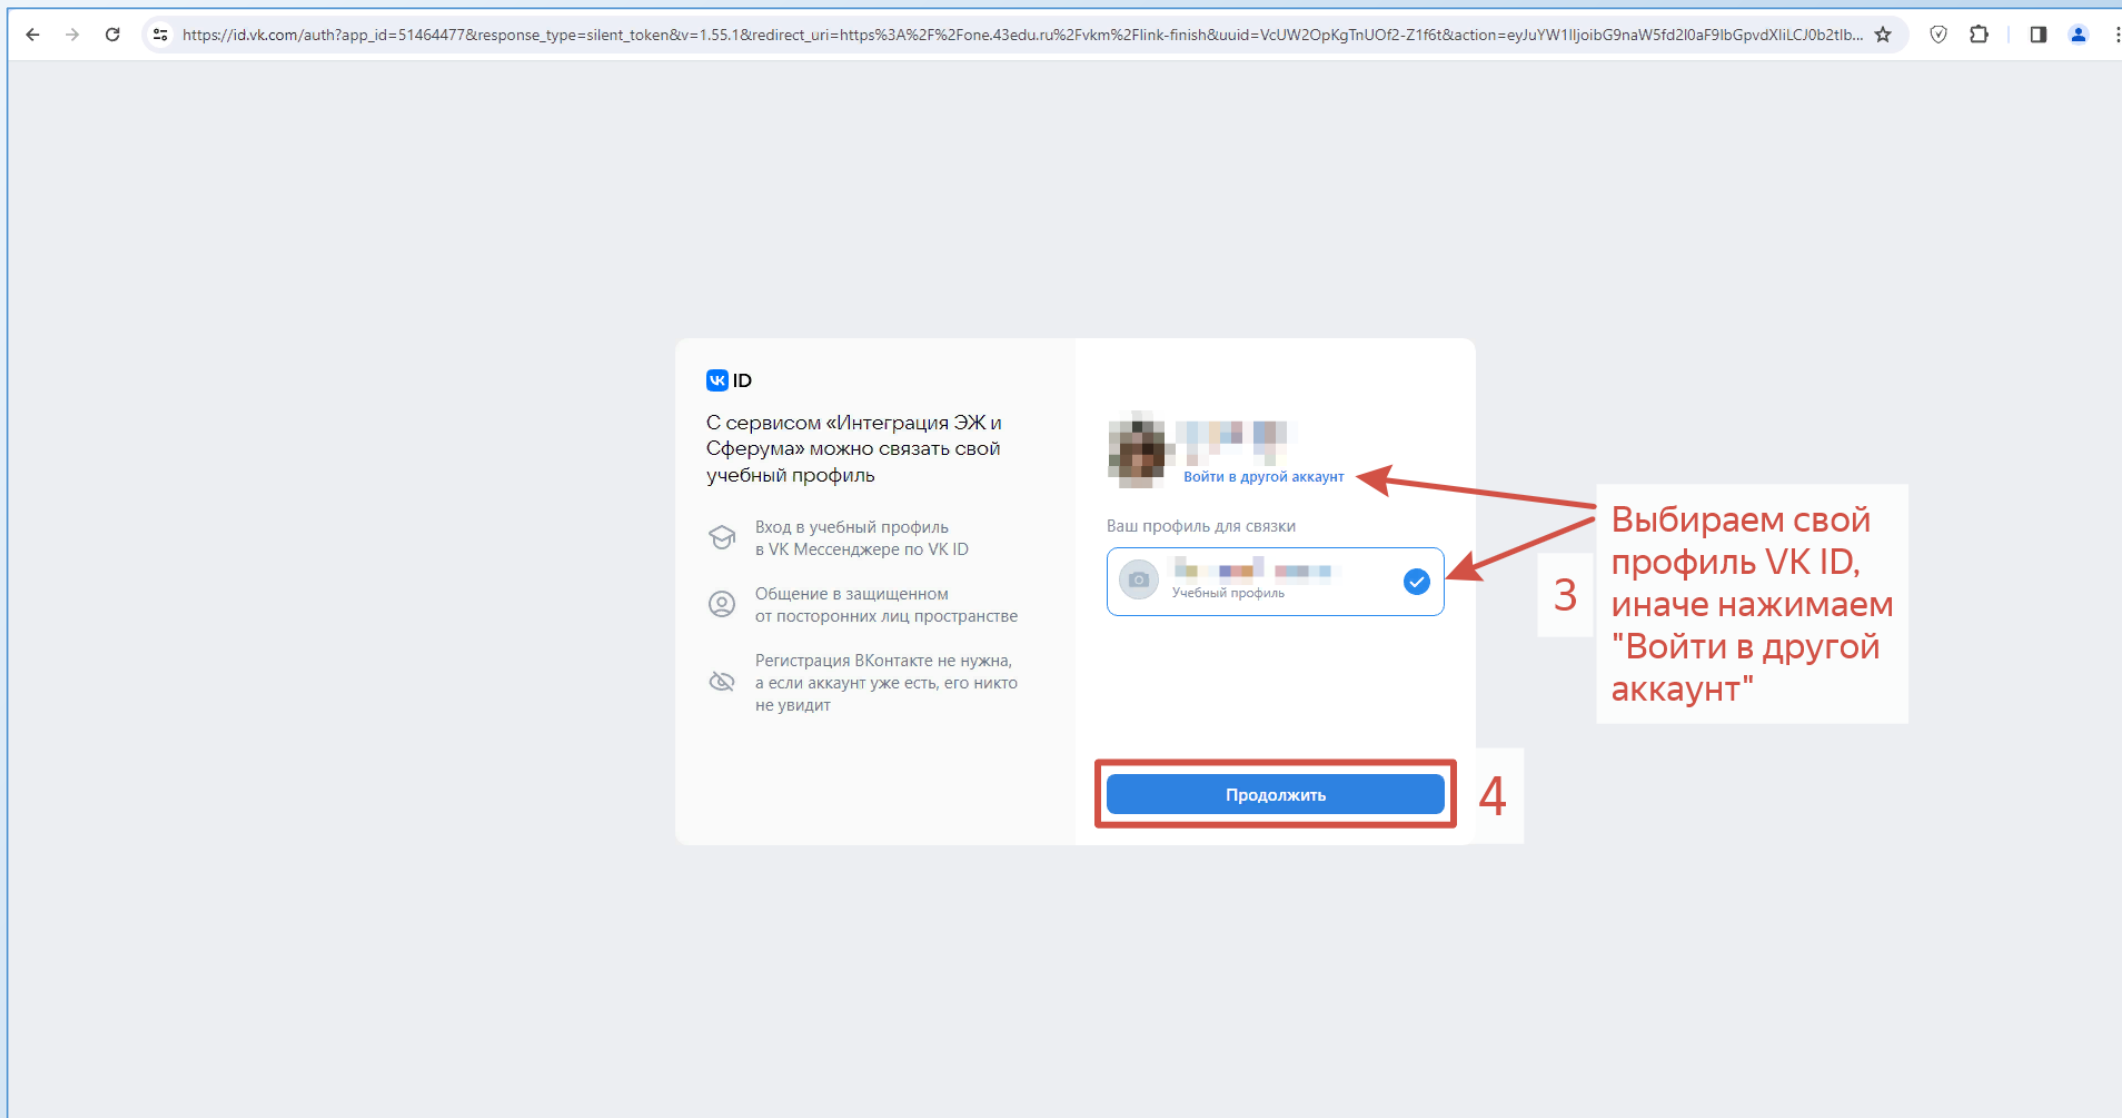 https://id.vk.com/auth?app_id=51464477&response_type=silent_token&v=1.55.1&redirect_uri=https%3A%2F%2Fone.43edu.ru%2Fvkm%2Flink-finish&uuid=VcUW2OpKgTnUOf2-Z1f6t&action=eyJuYW1lIjoibG9naW5fd2l0aF9lbGpvdXIiLCJ0b2tlb...
VK ID
С сервисом «Интеграция ЭЖ и
Сферума» можно связать свой
учебный профиль
Вход в учебный профиль
в VK Мессенджере по VK ID
Общение в защищенном
от посторонних лиц пространстве
Регистрация ВКонтакте не нужна,
а если аккаунт уже есть, его никто
не увидит
Войти в другой аккаунт
Ваш профиль для связки
Учебный профиль
Продолжить
3
Выбираем свой
профиль VK ID,
иначе нажимаем
"Войти в другой
аккаунт"
4